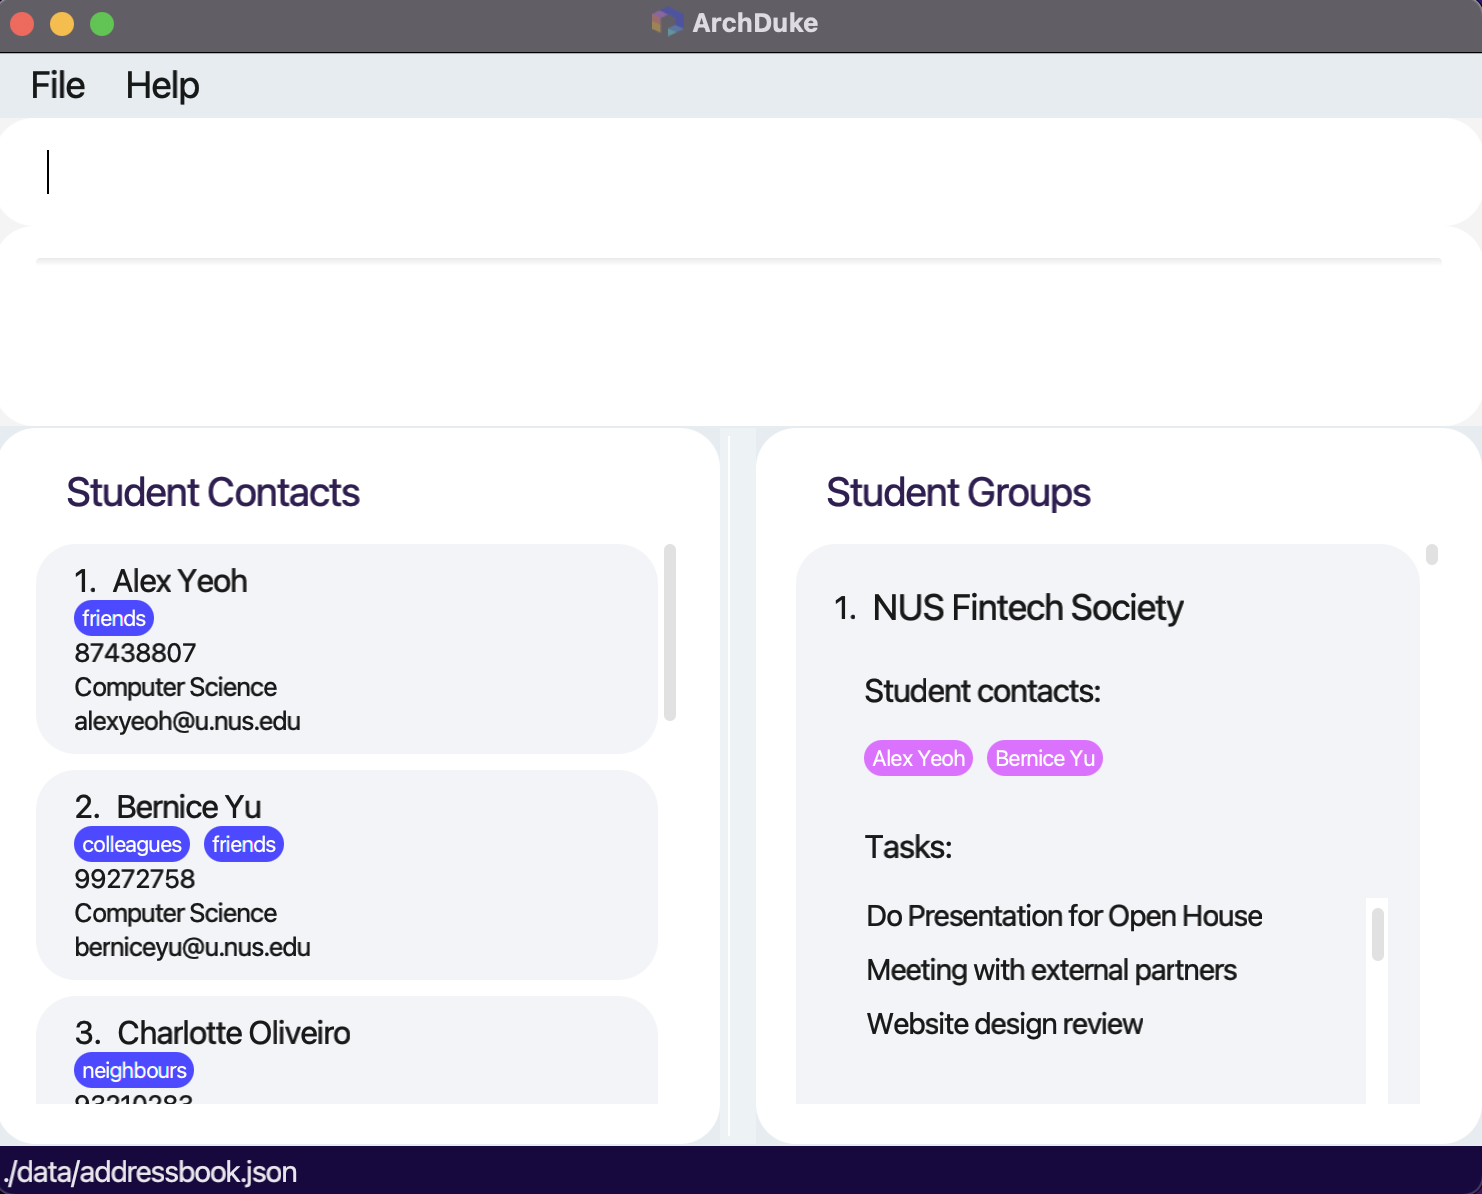 ArchDuke
File Help
Student Contacts
1. Alex Yeoh
friends
87438807
Computer Science
alexyeoh@u.nus.edu
2. Bernice Yu
colleagues friends
99272758
Computer Science
berniceyu@u.nus.edu
3. Charlotte Oliveiro
neighbours
93210283
Student Groups
1. NUS Fintech Society
Student contacts:
Alex Yeoh Bernice Yu
Tasks:
Do Presentation for Open House
Meeting with external partners
Website design review
./data/addressbook.json